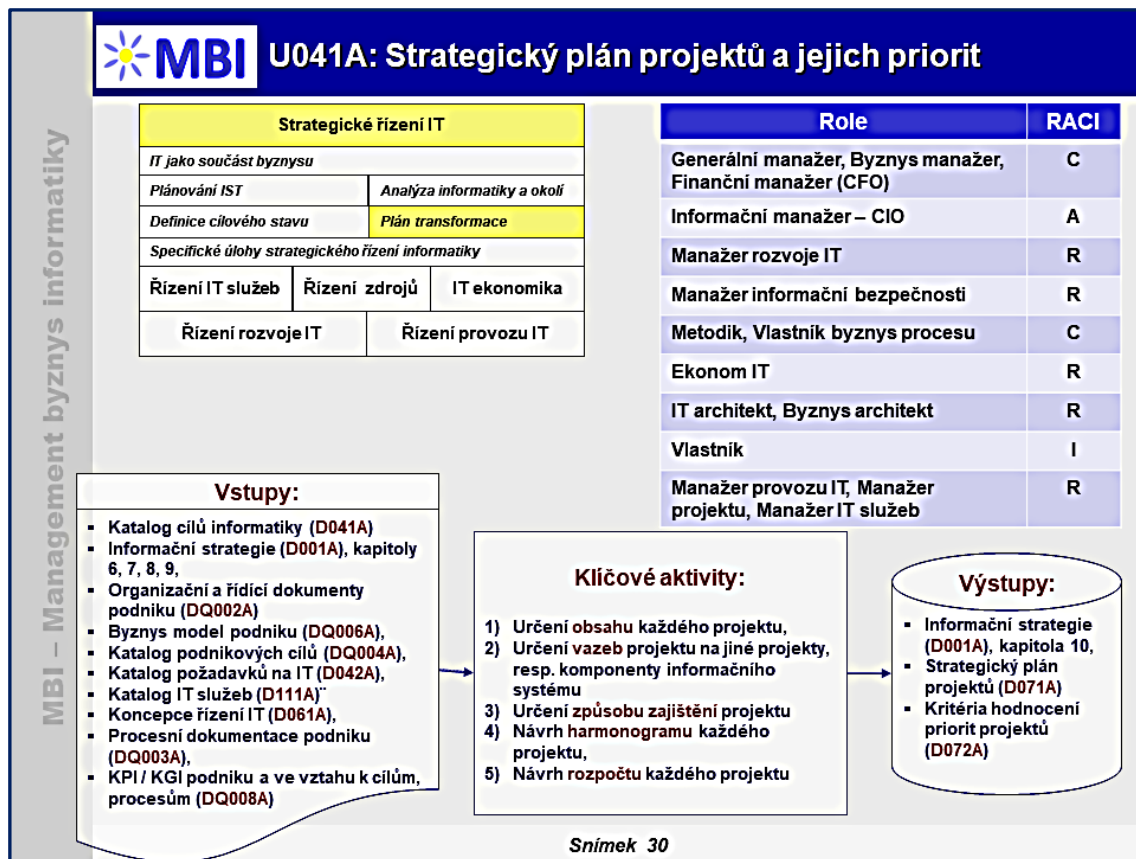 MBI
U041A: Strategický plán projektů a jejich priorit
MBI – Management byznys informatiky
Strategické řízení IT
IT jako součást byznysu
Plánování IST
Analýza informatiky a okolí
Definice cílového stavu
Plán transformace
Specifické úlohy strategického řízení informatiky
Řízení IT služeb
Řízení zdrojů
IT ekonomika
Řízení rozvoje IT
Řízení provozu IT
Role RACI
Generální manažer, Byznys manažer,
Finanční manažer (CFO) C
Informační manažer – CIO A
Manažer rozvoje IT R
Manažer informační bezpečnosti R
Metodik, Vlastník byznys procesu C
Ekonom IT R
IT architekt, Byznys architekt R
Vlastník I
Manažer provozu IT, Manažer
projektu, Manažer IT služeb R
Vstupy:
▪ Katalog cílů informatiky (D041A)
▪ Informační strategie (D001A), kapitoly
6, 7, 8, 9,
▪ Organizační a řídící dokumenty
podniku (DQ002A)
▪ Byznys model podniku (DQ006A),
▪ Katalog podnikových cílů (DQ004A),
▪ Katalog požadavků na IT (D042A),
▪ Katalog IT služeb (D111A)¨
▪ Koncepce řízení IT (D061A),
▪ Procesní dokumentace podniku
(DQ003A),
▪ KPI / KGI podniku a ve vztahu k cílům,
procesům (DQ008A)
Klíčové aktivity:
1) Určení obsahu každého projektu,
2) Určení vazeb projektu na jiné projekty,
resp. komponenty informačního
systému
3) Určení způsobu zajištění projektu
4) Návrh harmonogramu každého
projektu,
5) Návrh rozpočtu každého projektu
Výstupy:
▪ Informační strategie
(D001A), kapitola 10,
▪ Strategický plán
projektů (D071A)
▪ Kritéria hodnocení
priorit projektů
(D072A)
Snímek 30